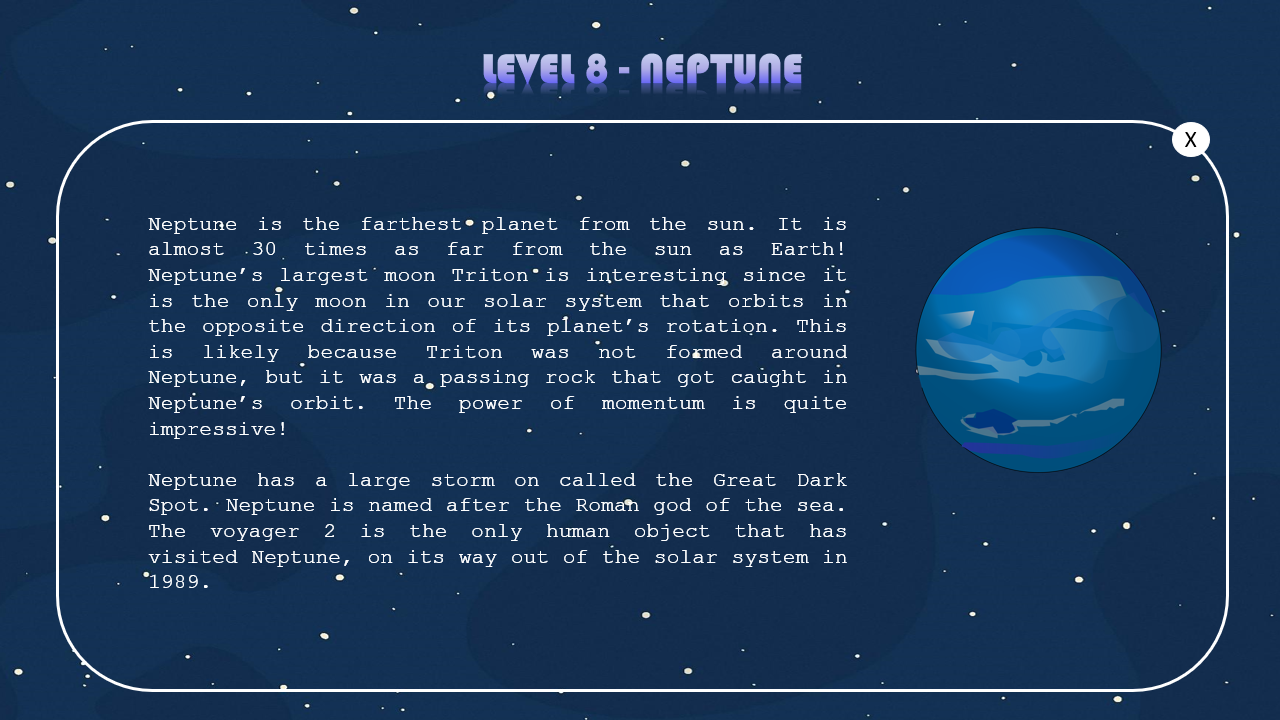 LEVEL 8 - NEPTUNE
X
Neptune is the farthest planet from the sun. It is
almost 30 times as far from the sun as Earth!
Neptune’s largest moon Triton is interesting since it
is the only moon in our solar system that orbits in
the opposite direction of its planet’s rotation. This
is likely because Triton was not formed around
Neptune, but it was a passing rock that got caught in
Neptune’s orbit. The power of momentum is quite
impressive!
Neptune has a large storm on called the Great Dark
Spot. Neptune is named after the Roman god of the sea.
The voyager 2 is the only human object that has
visited Neptune, on its way out of the solar system in
1989.